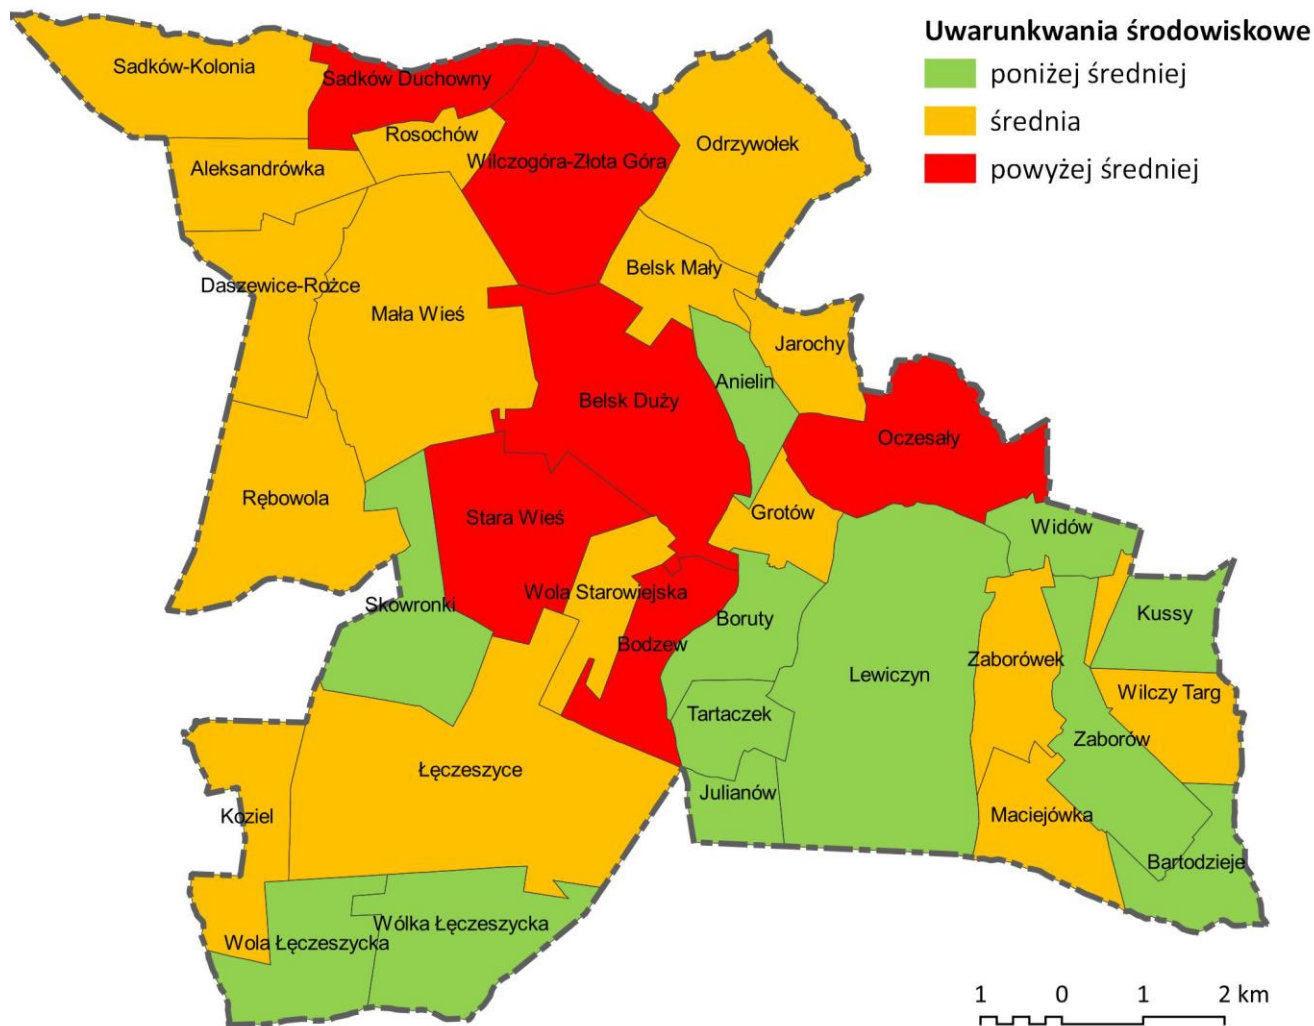 Uwarunkwania środowiskowe
poniżej średniej
średnia
powyżej średniej
Sadków-Kolonia
Sadków Duchowny
Rosochów
Wilczogóra-Złota Góra
Odrzywołek
Aleksandrówka
Daszewice-Rożce
Mała Wieś
Belsk Mały
Jarochy
Anielin
Belsk Duży
Oczesały
Rębowola
Stara Wieś
Grotów
Widów
Skowronki
Wola Starowiejska
Bodzew
Boruty
Kussy
Lewiczyn
Zaborówek
Wilczy Targ
Tartaczek
Zaborów
Łęczeszyce
Julianów
Koziel
Maciejówka
Bartodzieje
Wola Łęczeszycka
Wólka Łęczeszycka
1 0 1 2 km